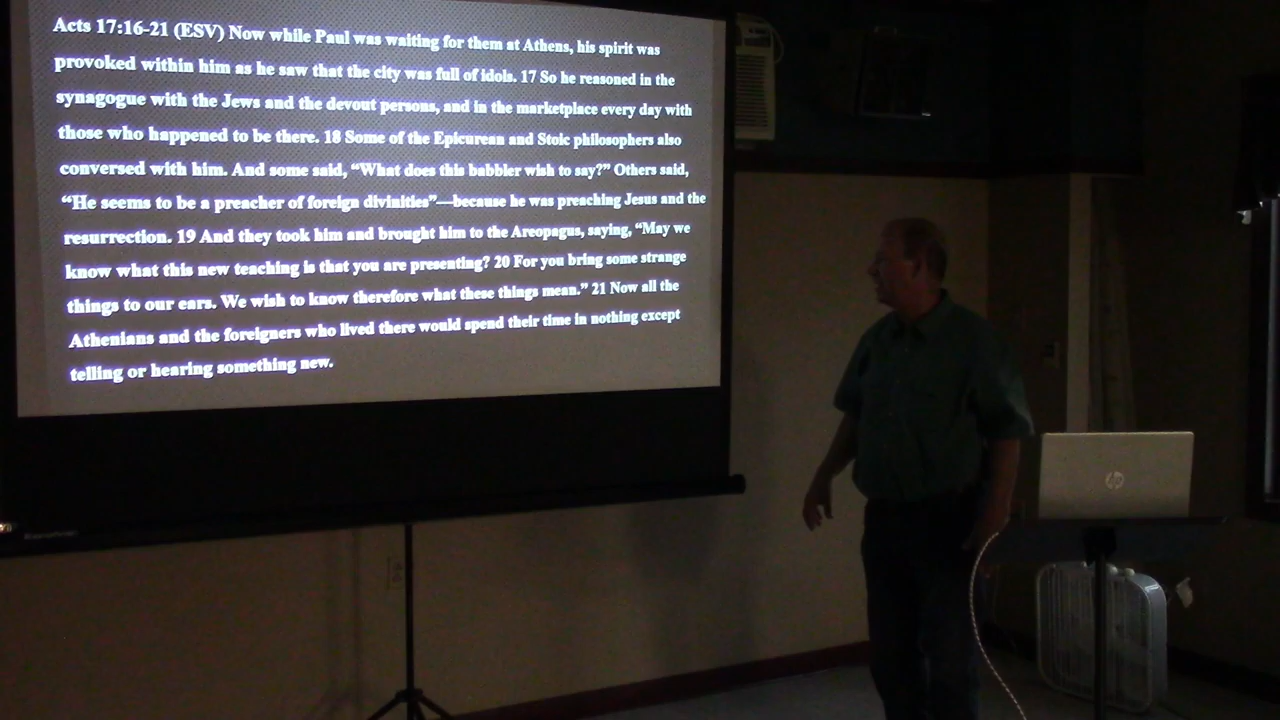 Acts 17:16-21 (ESV) Now while Paul was waiting for them at Athens, his spirit was
provoked within him as he saw that the city was full of idols. 17 So he reasoned in the
synagogue with the Jews and the devout persons, and in the marketplace every day with
those who happened to be there. 18 Some of the Epicurean and Stoic philosophers also
conversed with him. And some said, “What does this babbler wish to say?” Others said,
“He seems to be a preacher of foreign divinities”—because he was preaching Jesus and the
resurrection. 19 And they took him and brought him to the Areopagus, saying, “May we
know what this new teaching is that you are presenting? 20 For you bring some strange
things to our ears. We wish to know therefore what these things mean.” 21 Now all the
Athenians and the foreigners who lived there would spend their time in nothing except
telling or hearing something new.
hp